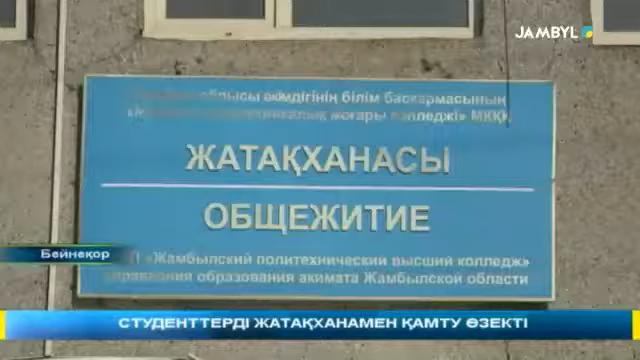 JAMBYL
облысы әкімдігінің білім басқармасының
жоғары колледжі» МКҚК
ЖАТАҚХАНАСЫ
ОБЩЕЖИТИЕ
«Жамбылский политехнический высший колледж»
управления образования акимата Жамбылской области
Бейнеқор
СТУДЕНТТЕРДІ ЖАТАҚХАНАМЕН ҚАМТУ ӨЗЕКТІ